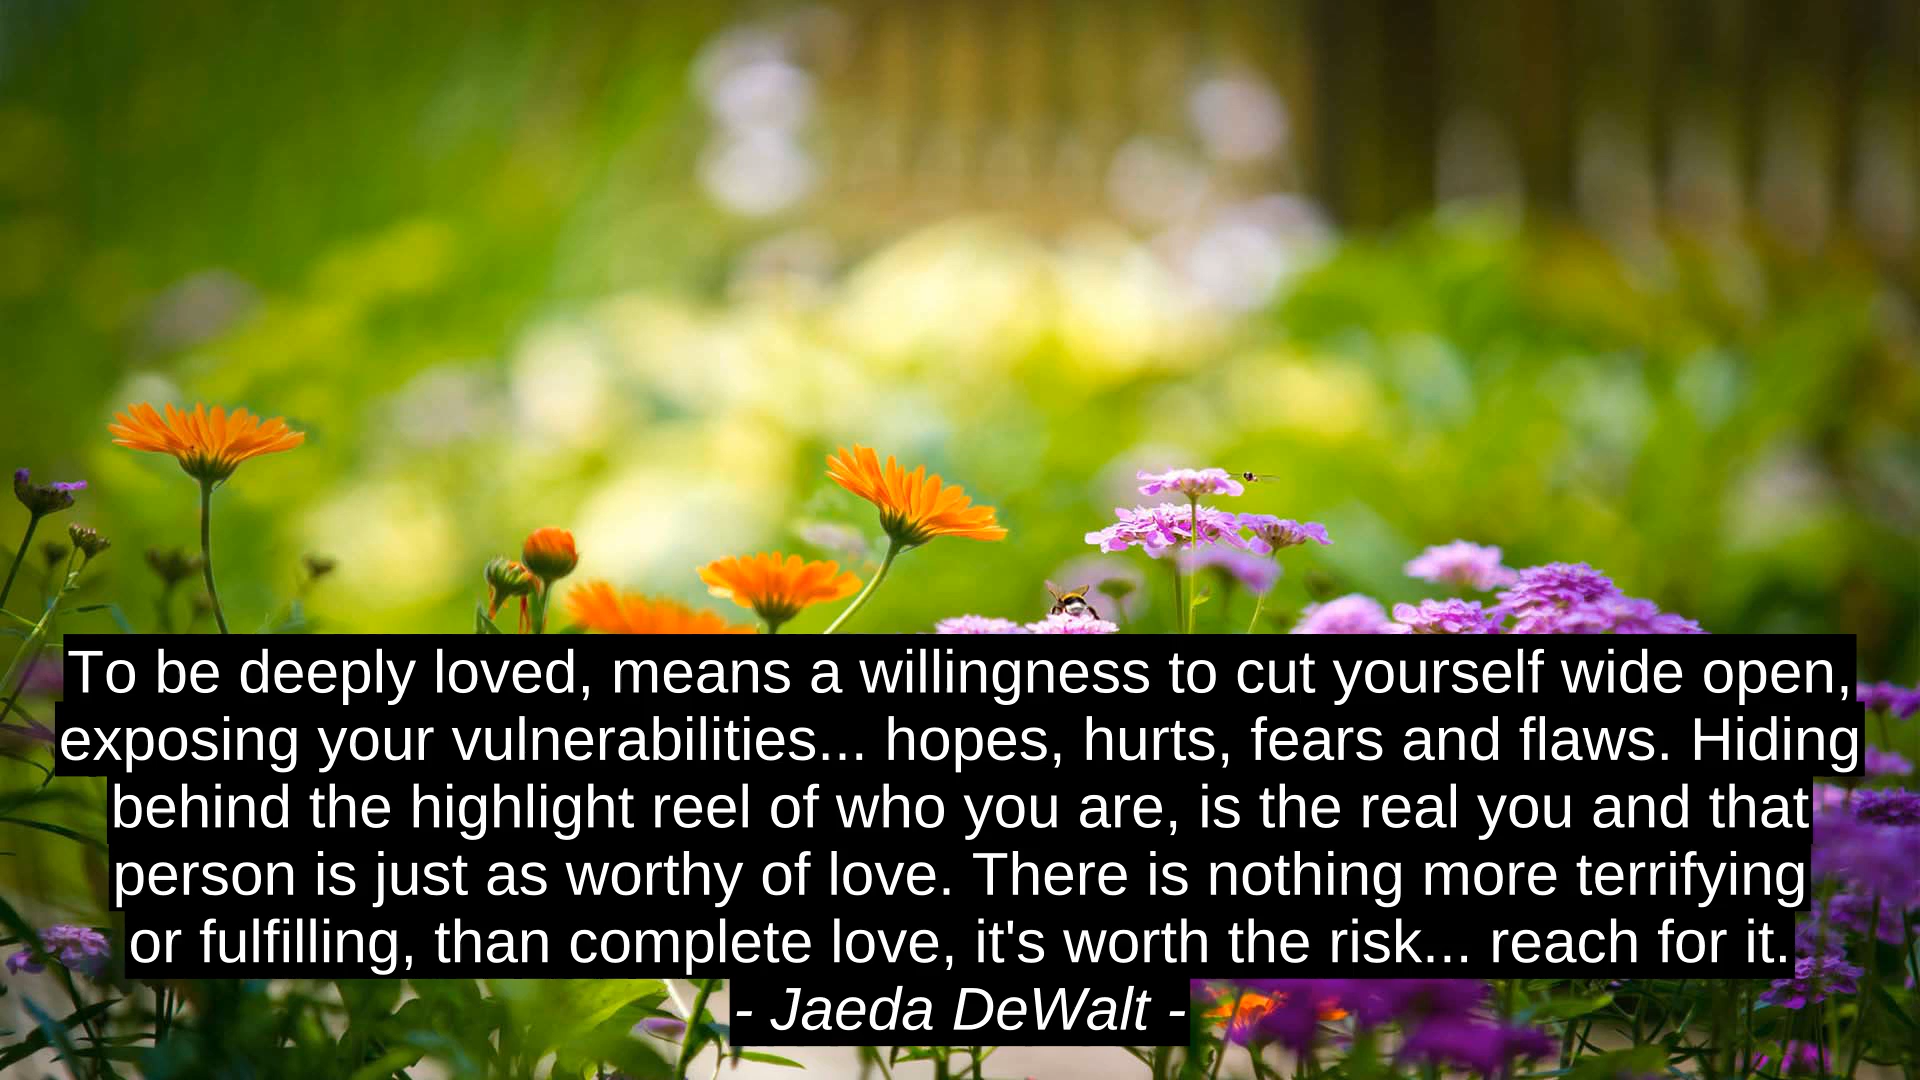 To be deeply loved, means a willingness to cut yourself wide open,
exposing your vulnerabilities... hopes, hurts, fears and flaws. Hiding
behind the highlight reel of who you are, is the real you and that
person is just as worthy of love. There is nothing more terrifying
or fulfilling, than complete love, it's worth the risk... reach for it.
- Jaeda DeWalt -